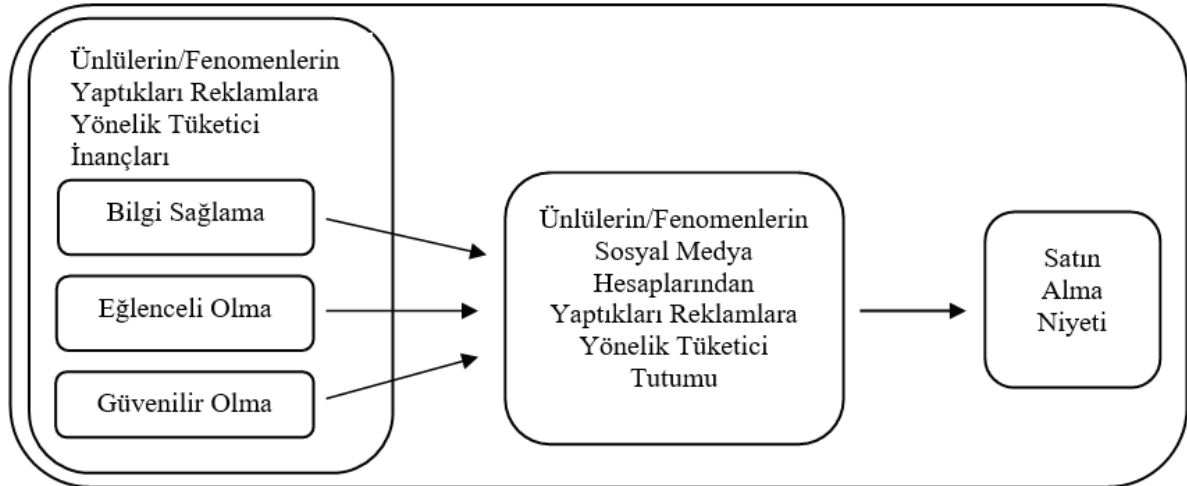 Ünlülerin/Fenomenlerin
Yaptıkları Reklamlara
Yönelik Tüketici
İnançları
Bilgi Sağlama
Eğlenceli Olma
Güvenilir Olma
Ünlülerin/Fenomenlerin
Sosyal Medya
Hesaplarından
Yaptıkları Reklamlara
Yönelik Tüketici
Tutumu
Satın
Alma
Niyeti